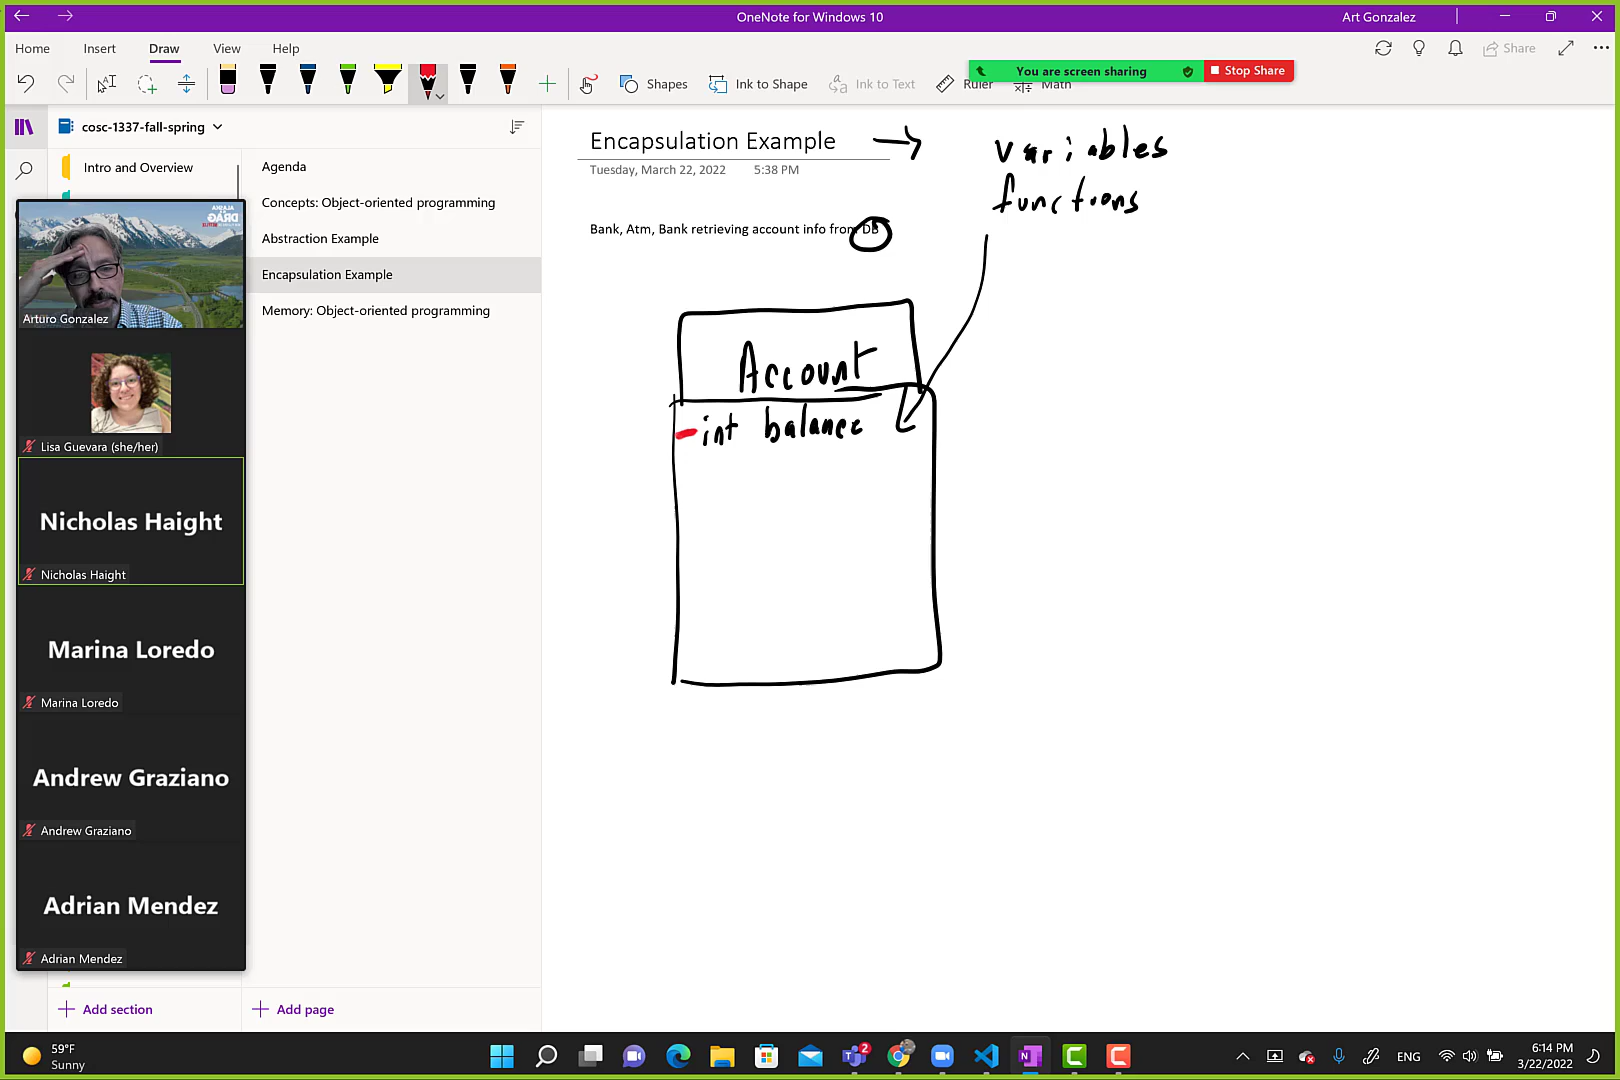 OneNote for Windows 10
Art Gonzalez
Home Insert Draw View Help
Share
You are screen sharing
Stop Share
Shapes
Ink to Shape
Ink to Text
Ruler
Math
cosc-1337-fall-spring
Intro and Overview
Agenda
Concepts: Object-oriented programming
Abstraction Example
Encapsulation Example
Memory: Object-oriented programming
Add section
Add page
ALASKA
DRAG
Arturo Gonzalez
Lisa Guevara (she/her)
Nicholas Haight
Nicholas Haight
Marina Loredo
Marina Loredo
Andrew Graziano
Andrew Graziano
Adrian Mendez
Adrian Mendez
Encapsulation Example
Tuesday, March 22, 2022 5:38 PM
variables
functions
Bank, Atm, Bank retrieving account info from DB
Account
- int balance
59°F
Sunny
2
ENG
6:14 PM
3/22/2022